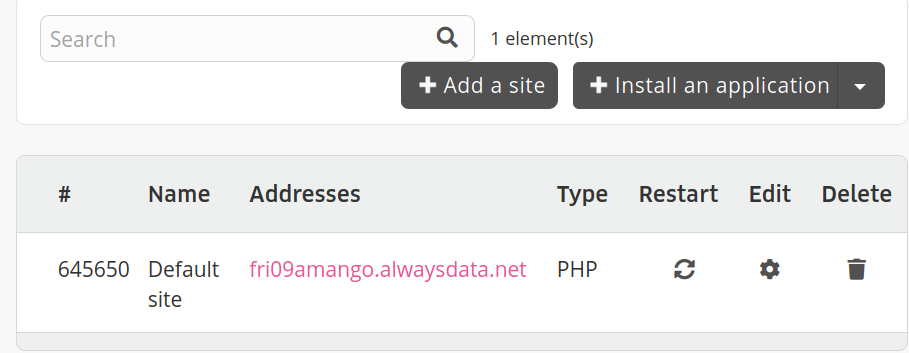 Search
1 element(s)
Add a site
Install an application
# Name Addresses Type Restart Edit Delete
645650 Default fri09amango.alwaysdata.net PHP
site